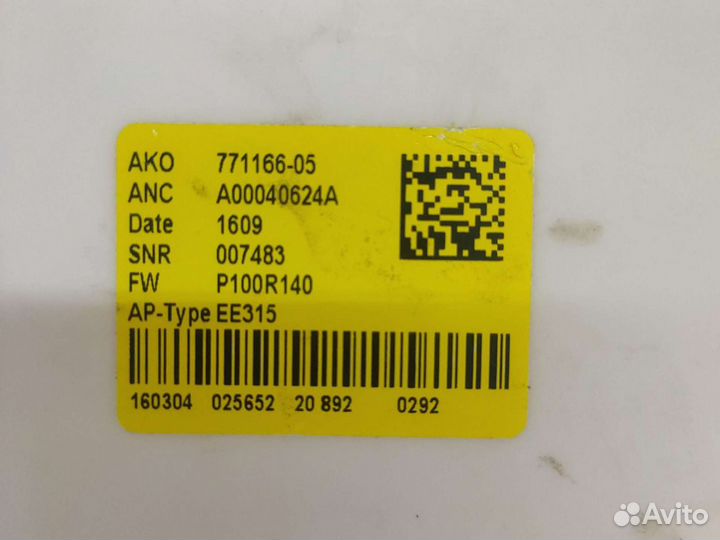 AKO 771166-05
ANC A00040624A
Date 1609
SNR 007483
FW P100R140
AP-Type EE315
160304 025652 20 892 0292
Avito